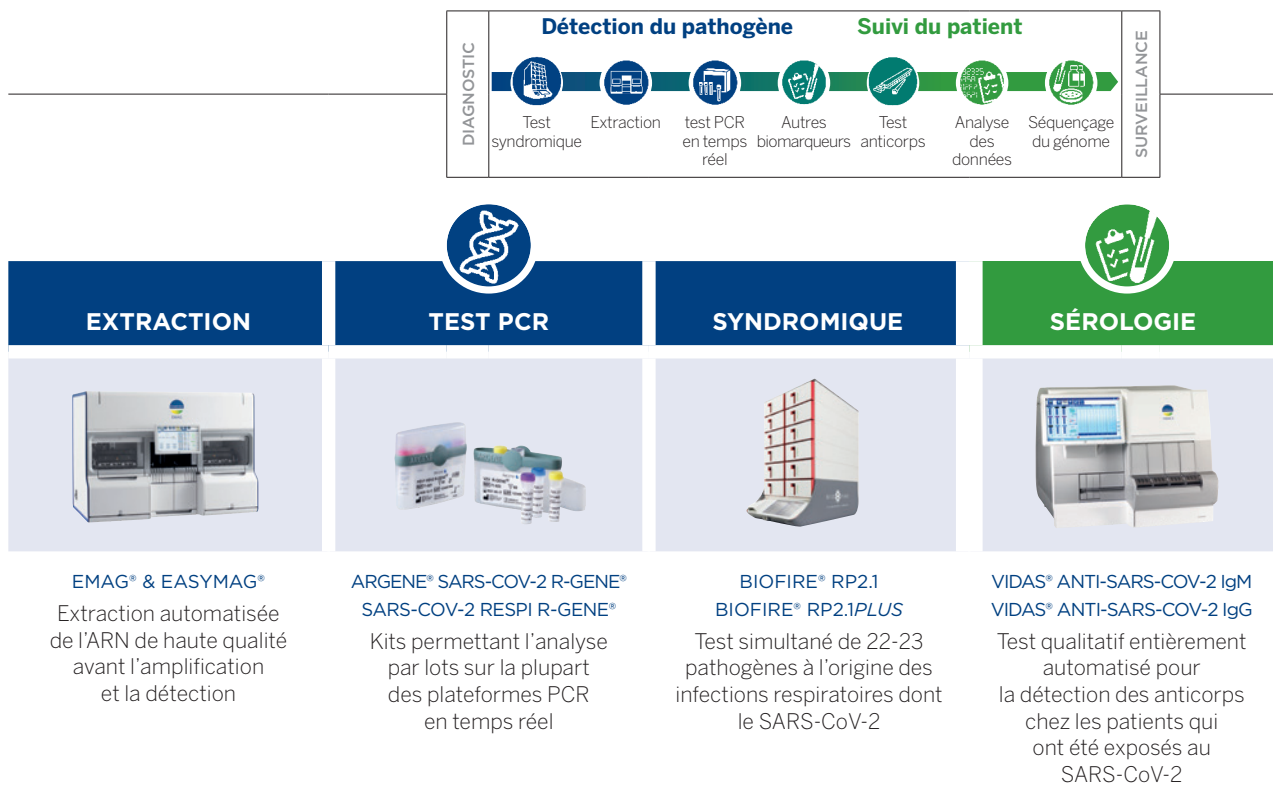 DIAGNOSTIC
Détection du pathogène
Suivi du patient
SURVEILLANCE
Test
syndromique
Extraction
test PCR
en temps
réel
Autres
biomarqueurs
Test
anticorps
Analyse
des
données
Séquençage
du génome
EXTRACTION
EMAG® & EASYMAG®
Extraction automatisée
de l'ARN de haute qualité
avant l'amplification
et la détection
TEST PCR
ARGENE® SARS-COV-2 R-GENE®
SARS-COV-2 RESPI R-GENE®
Kits permettant l'analyse
par lots sur la plupart
des plateformes PCR
en temps réel
SYNDROMIQUE
BIOFIRE® RP2.1
BIOFIRE® RP2.1PLUS
Test simultané de 22-23
pathogènes à l'origine des
infections respiratoires dont
le SARS-CoV-2
SÉROLOGIE
VIDAS® ANTI-SARS-COV-2 IgM
VIDAS® ANTI-SARS-COV-2 IgG
Test qualitatif entièrement
automatisé pour
la détection des anticorps
chez les patients qui
ont été exposés au
SARS-CoV-2